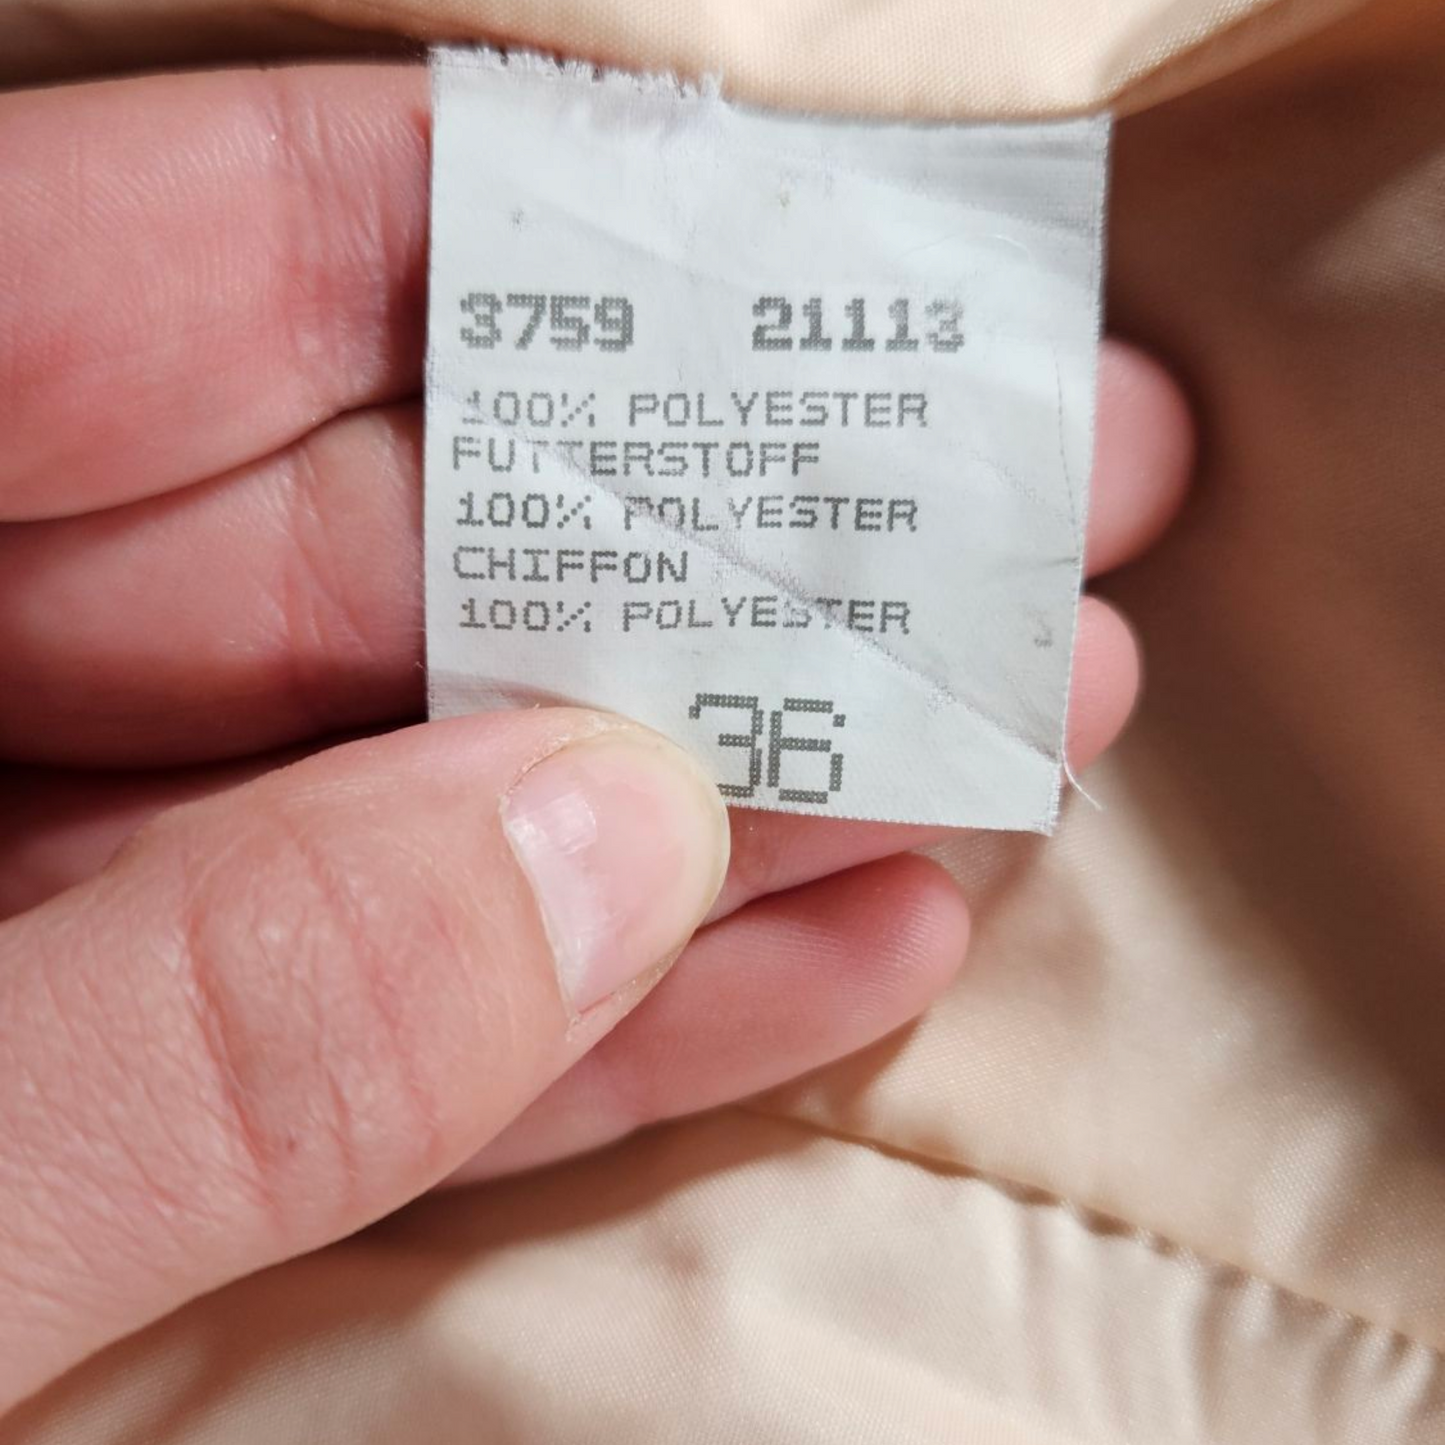 3759 21113
100% POLYESTER
FUTTERSTOFF
100% POLYESTER
CHIFFON
100% POLYESTER
36